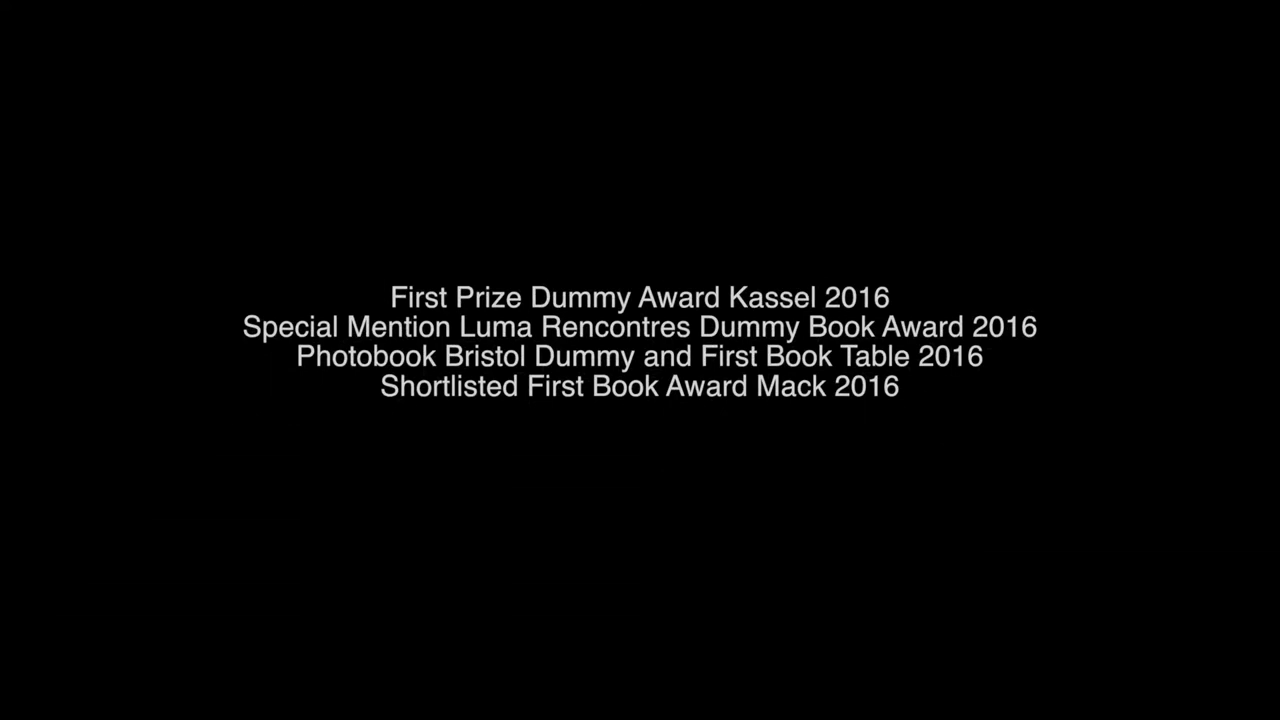 First Prize Dummy Award Kassel 2016
Special Mention Luma Rencontres Dummy Book Award 2016
Photobook Bristol Dummy and First Book Table 2016
Shortlisted First Book Award Mack 2016